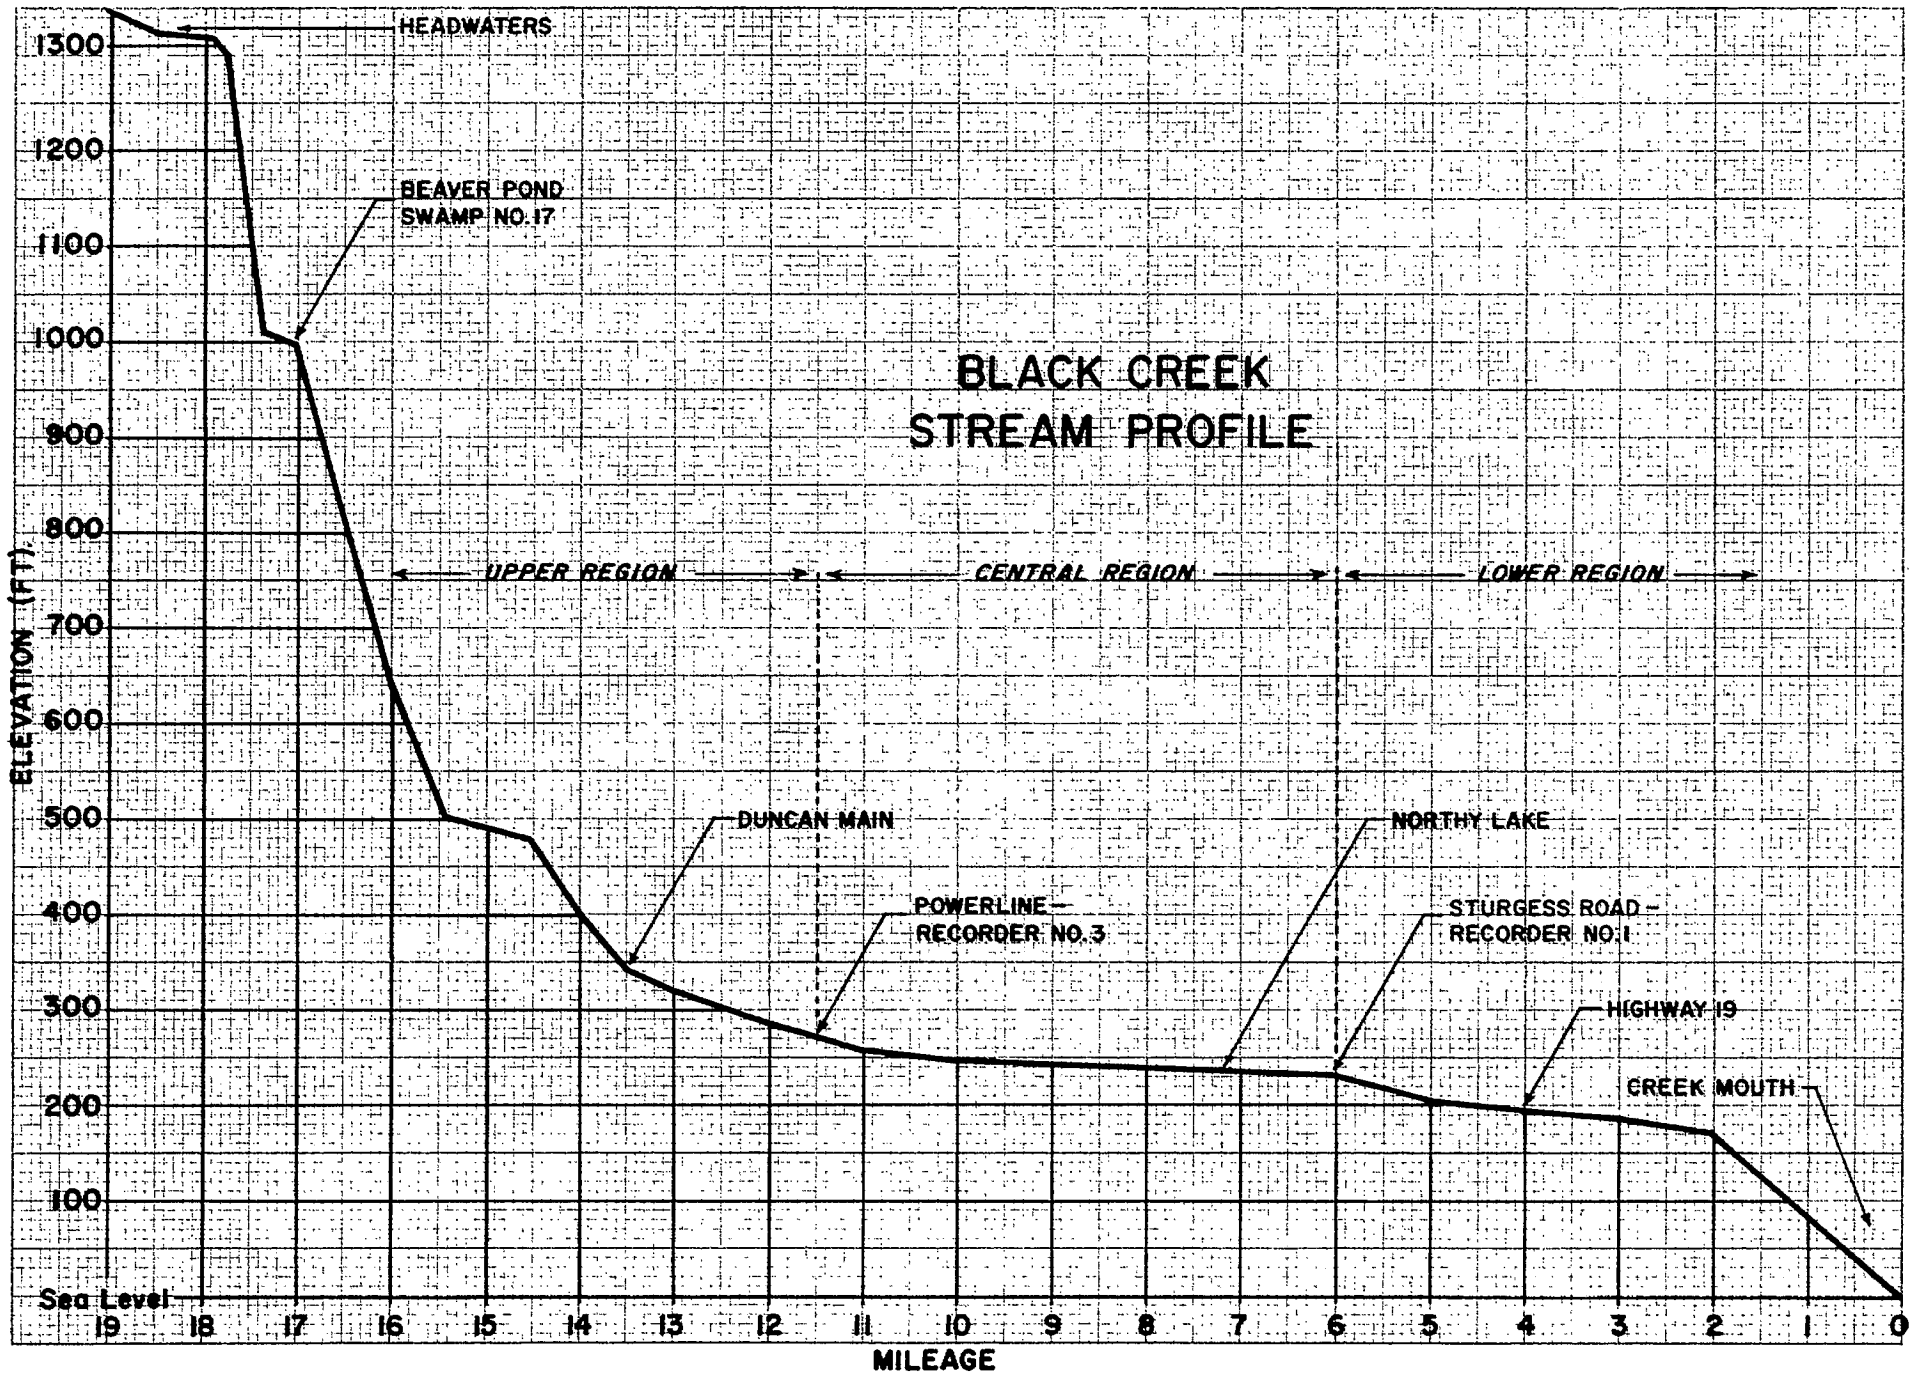 HEADWATERS
1300
1200
BEAVER POND
SWAMP NO.17
1100
1000
BLACK CREEK
STREAM PROFILE
900
800
ELEVATION (FT).
UPPER REGION
CENTRAL REGION
LOWER REGION
700
600
500
DUNCAN MAIN
NORTHY LAKE
400
POWERLINE –
RECORDER NO.3
STURGESS ROAD –
RECORDER NO.1
300
HIGHWAY 19
200
CREEK MOUTH
100
Sea Level
19 18 17 16 15 14 13 12 11 10 9 8 7 6 5 4 3 2 1 0
MILEAGE